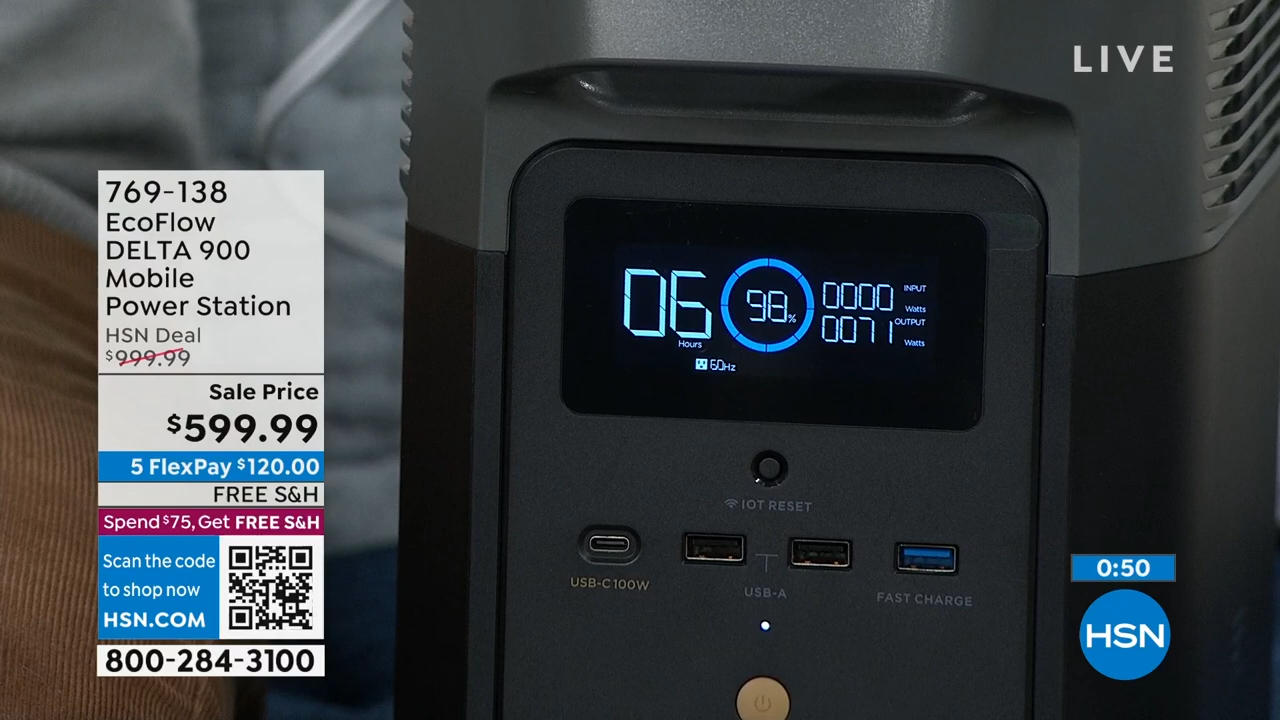 LIVE
769-138
EcoFlow
DELTA 900
Mobile
Power Station
HSN Deal
$999.99
Sale Price
$599.99
5 FlexPay $120.00
FREE S&H
Spend $75, Get FREE S&H
Scan the code
to shop now
HSN.COM
800-284-3100
06
Hours
98%
0000
INPUT
Watts
0071
OUTPUT
Watts
60Hz
IOT RESET
USB-C 100W
USB-A
FAST CHARGE
0:50
HSN